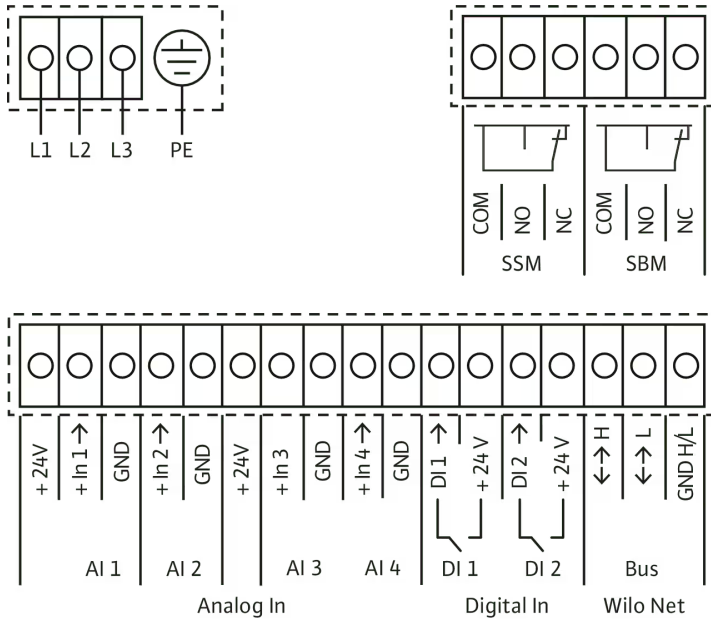 L1 L2 L3 PE
COM NO NC COM NO NC
SSM SBM
+ 24V + In 1 → GND + In 2 → GND + 24V + In 3 GND + In 4 → GND DI 1 → + 24 V DI 2 → + 24 V ↔ H ↔ L GND H/L
AI 1 AI 2 AI 3 AI 4 DI 1 DI 2 Bus
Analog In Digital In Wilo Net